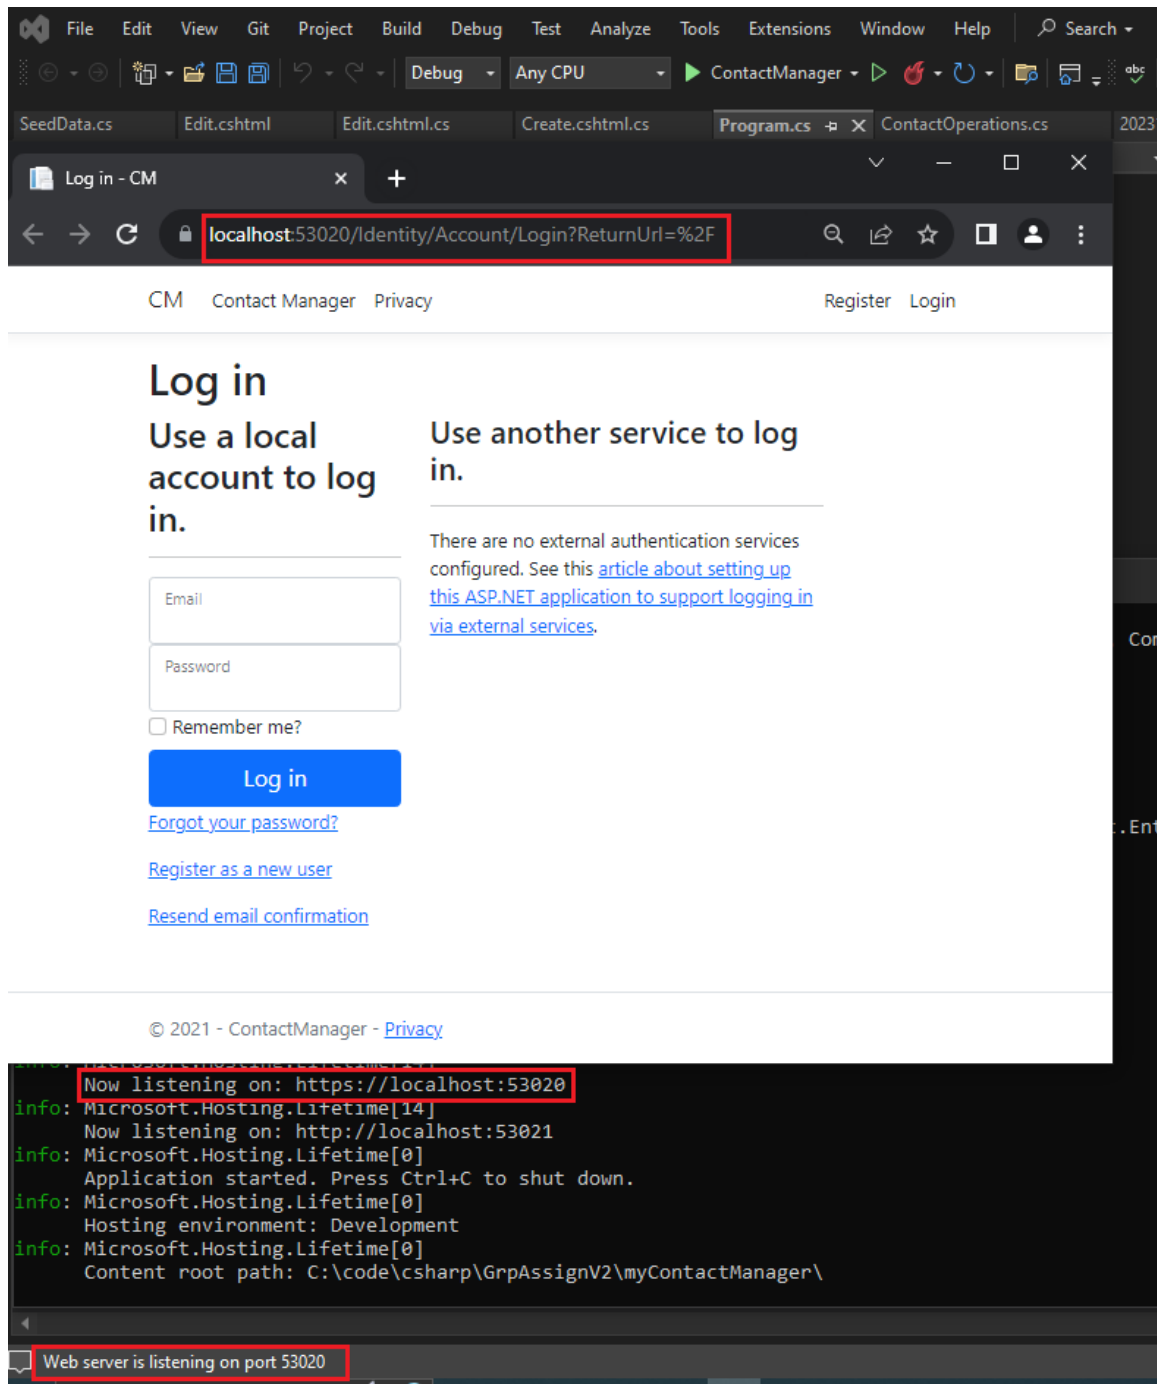 File Edit View Git Project Build Debug Test Analyze Tools Extensions Window Help Search
Debug Any CPU ContactManager abc
SeedData.cs Edit.cshtml Edit.cshtml.cs Create.cshtml.cs Program.cs ContactOperations.cs 2023
Log in - CM
localhost:53020/Identity/Account/Login?ReturnUrl=%2F
CM Contact Manager Privacy Register Login
Log in
Use a local
account to log
in.
Email
Password
Remember me?
Log in
Forgot your password?
Register as a new user
Resend email confirmation
Use another service to log
in.
There are no external authentication services
configured. See this article about setting up
this ASP.NET application to support logging in
via external services.
© 2021 - ContactManager - Privacy
info: Microsoft.Hosting.Lifetime[14]
Now listening on: https://localhost:53020
info: Microsoft.Hosting.Lifetime[14]
Now listening on: http://localhost:53021
info: Microsoft.Hosting.Lifetime[0]
Application started. Press Ctrl+C to shut down.
info: Microsoft.Hosting.Lifetime[0]
Hosting environment: Development
info: Microsoft.Hosting.Lifetime[0]
Content root path: C:\code\csharp\GrpAssignV2\myContactManager\
Web server is listening on port 53020